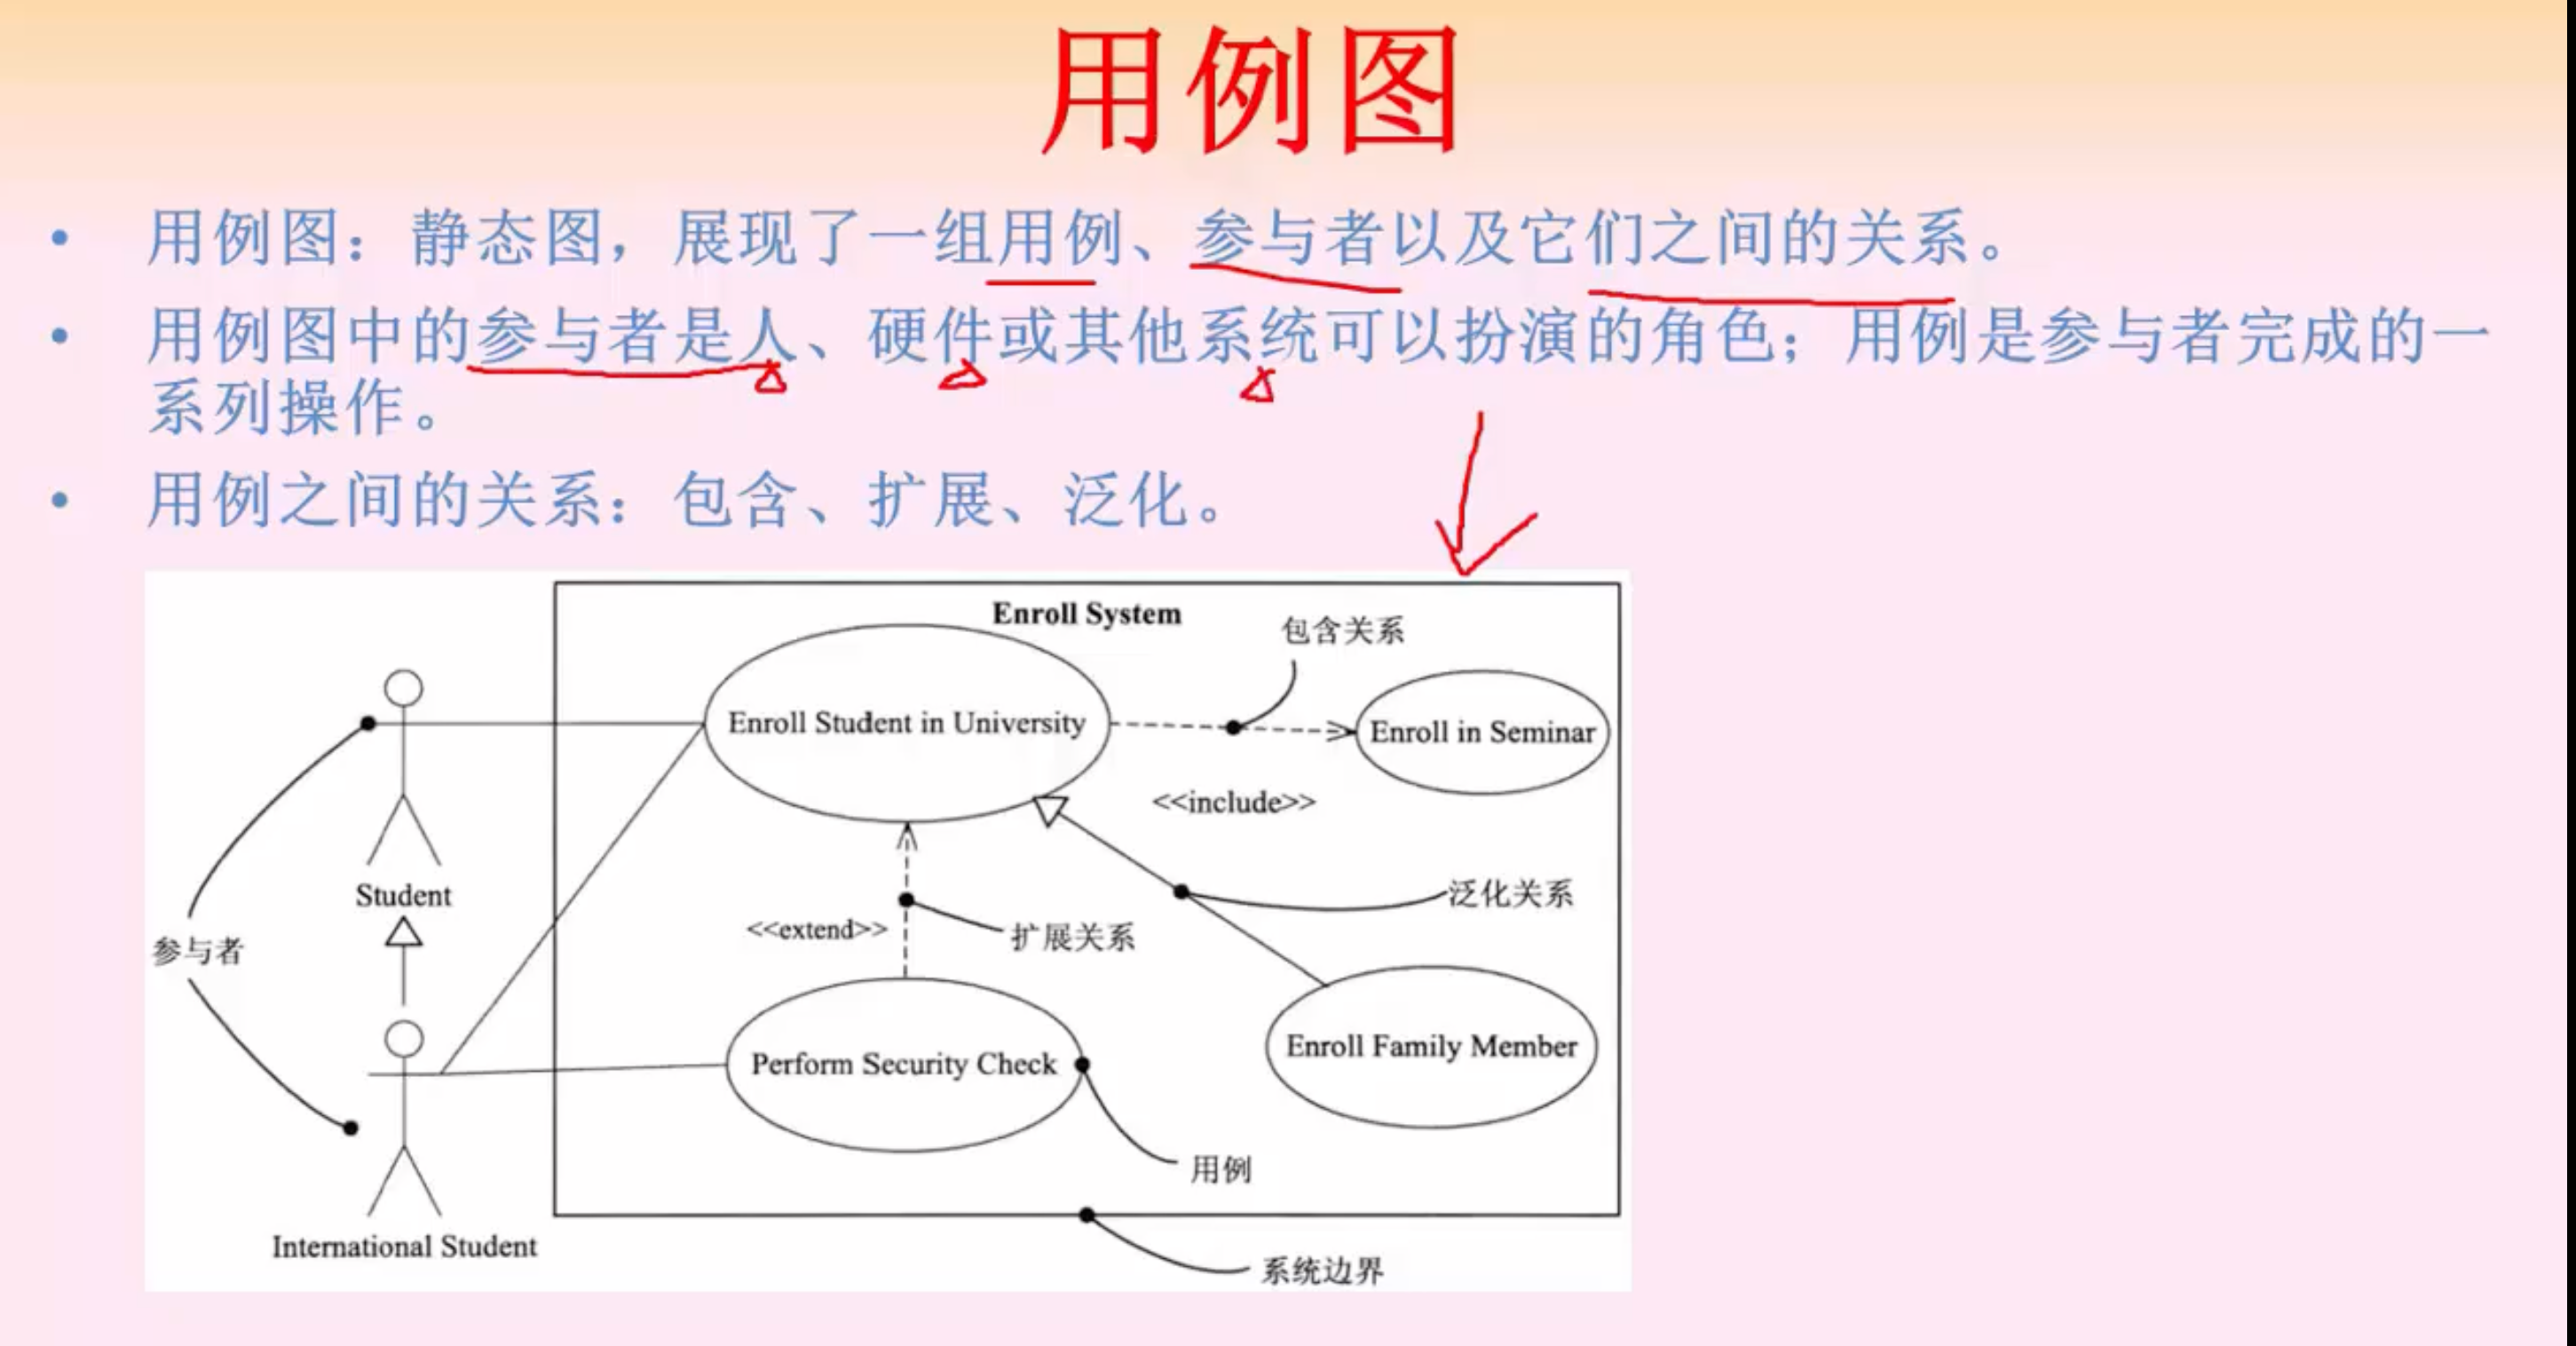 用例图
• 用例图：静态图，展现了一组用例、参与者以及它们之间的关系。
• 用例图中的参与者是人、硬件或其他系统可以扮演的角色；用例是参与者完成的一
系列操作。
• 用例之间的关系：包含、扩展、泛化。
Enroll System
包含关系
Enroll Student in University
Enroll in Seminar
<<include>>
Student
泛化关系
<<extend>>
扩展关系
参与者
Enroll Family Member
Perform Security Check
用例
International Student
系统边界